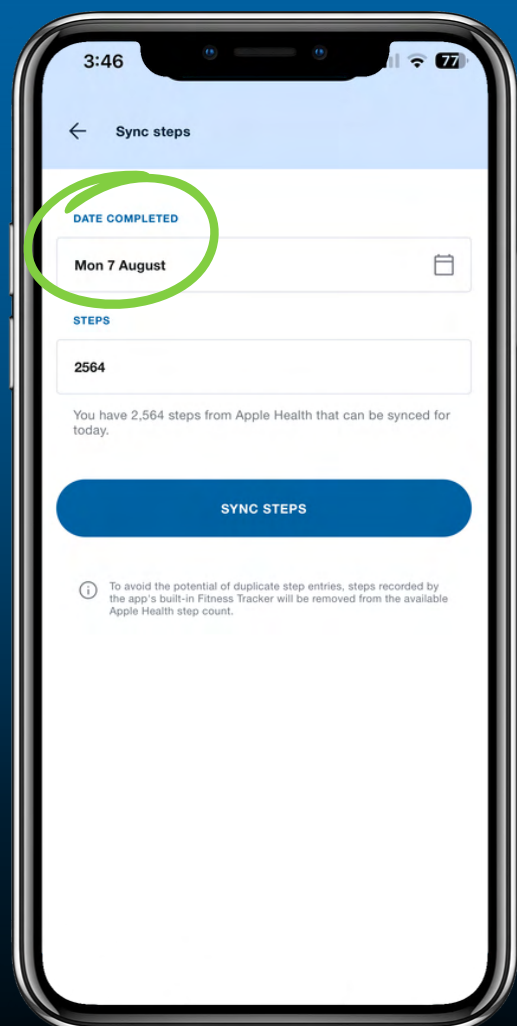 3:46
77
Sync steps
DATE COMPLETED
Mon 7 August
STEPS
2564
You have 2,564 steps from Apple Health that can be synced for
today.
SYNC STEPS
To avoid the potential of duplicate step entries, steps recorded by
the app's built-in Fitness Tracker will be removed from the available
Apple Health step count.